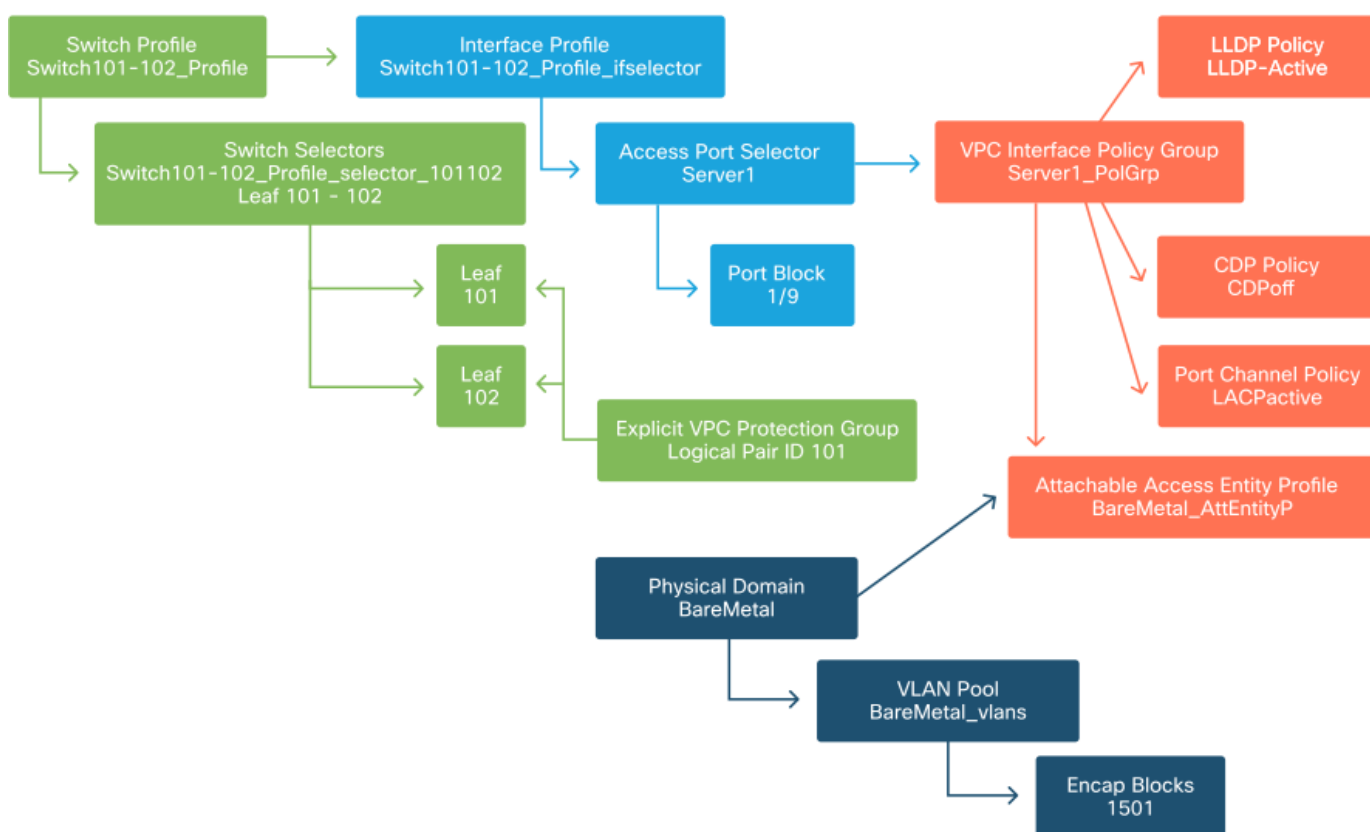 Switch Profile
Switch101-102_Profile
Interface Profile
Switch101-102_Profile_ifselector
LLDP Policy
LLDP-Active
Switch Selectors
Switch101-102_Profile_selector_101102
Leaf 101 - 102
Access Port Selector
Server1
VPC Interface Policy Group
Server1_PolGrp
Leaf
101
Port Block
1/9
CDP Policy
CDPoff
Leaf
102
Port Channel Policy
LACPactive
Explicit VPC Protection Group
Logical Pair ID 101
Attachable Access Entity Profile
BareMetal_AttEntityP
Physical Domain
BareMetal
VLAN Pool
BareMetal_vlans
Encap Blocks
1501